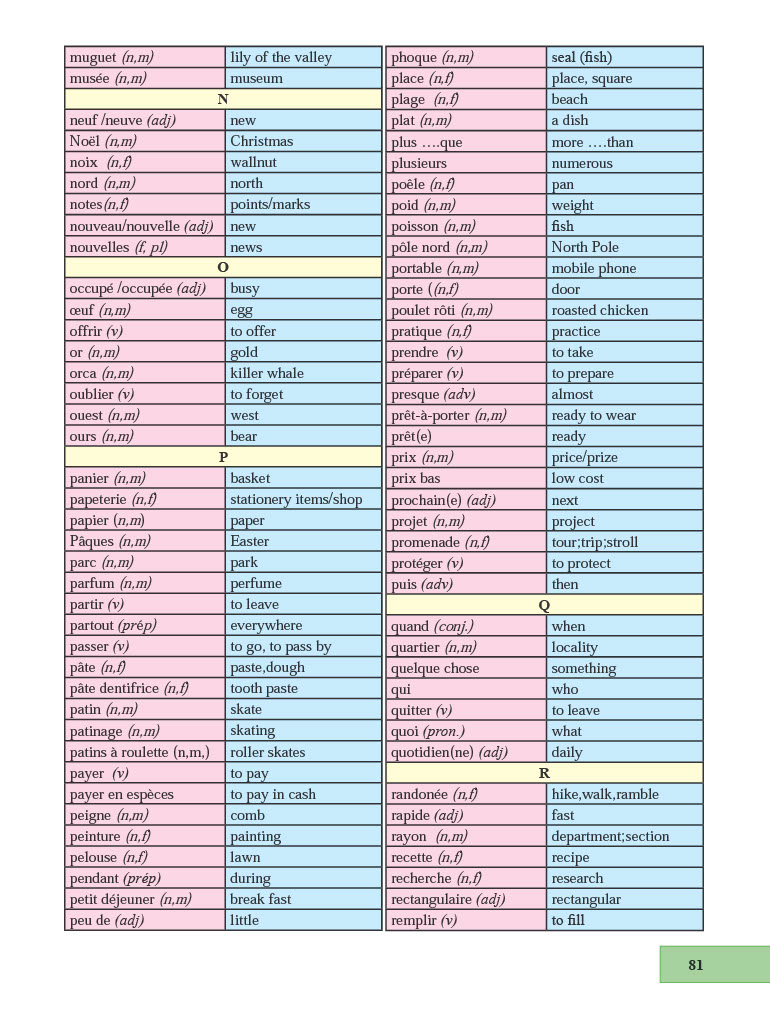 muguet (n,m) lily of the valley
musée (n,m) museum
N
neuf /neuve (adj) new
Noël (n,m) Christmas
noix (n,f) wallnut
nord (n,m) north
notes(n,f) points/marks
nouveau/nouvelle (adj) new
nouvelles (f, pl) news
O
occupé /occupée (adj) busy
œuf (n,m) egg
offrir (v) to offer
or (n,m) gold
orca (n,m) killer whale
oublier (v) to forget
ouest (n,m) west
ours (n,m) bear
P
panier (n,m) basket
papeterie (n,f) stationery items/shop
papier (n,m) paper
Pâques (n,m) Easter
parc (n,m) park
parfum (n,m) perfume
partir (v) to leave
partout (prép) everywhere
passer (v) to go, to pass by
pâte (n,f) paste,dough
pâte dentifrice (n,f) tooth paste
patin (n,m) skate
patinage (n,m) skating
patins à roulette (n,m,) roller skates
payer (v) to pay
payer en espèces to pay in cash
peigne (n,m) comb
peinture (n,f) painting
pelouse (n,f) lawn
pendant (prép) during
petit déjeuner (n,m) break fast
peu de (adj) little
phoque (n,m) seal (fish)
place (n,f) place, square
plage (n,f) beach
plat (n,m) a dish
plus ….que more ….than
plusieurs numerous
poêle (n,f) pan
poid (n,m) weight
poisson (n,m) fish
pôle nord (n,m) North Pole
portable (n,m) mobile phone
porte ((n,f) door
poulet rôti (n,m) roasted chicken
pratique (n,f) practice
prendre (v) to take
préparer (v) to prepare
presque (adv) almost
prêt-à-porter (n,m) ready to wear
prêt(e) ready
prix (n,m) price/prize
prix bas low cost
prochain(e) (adj) next
projet (n,m) project
promenade (n,f) tour;trip;stroll
protéger (v) to protect
puis (adv) then
Q
quand (conj.) when
quartier (n,m) locality
quelque chose something
qui who
quitter (v) to leave
quoi (pron.) what
quotidien(ne) (adj) daily
R
randonée (n,f) hike,walk,ramble
rapide (adj) fast
rayon (n,m) department;section
recette (n,f) recipe
recherche (n,f) research
rectangulaire (adj) rectangular
remplir (v) to fill
81